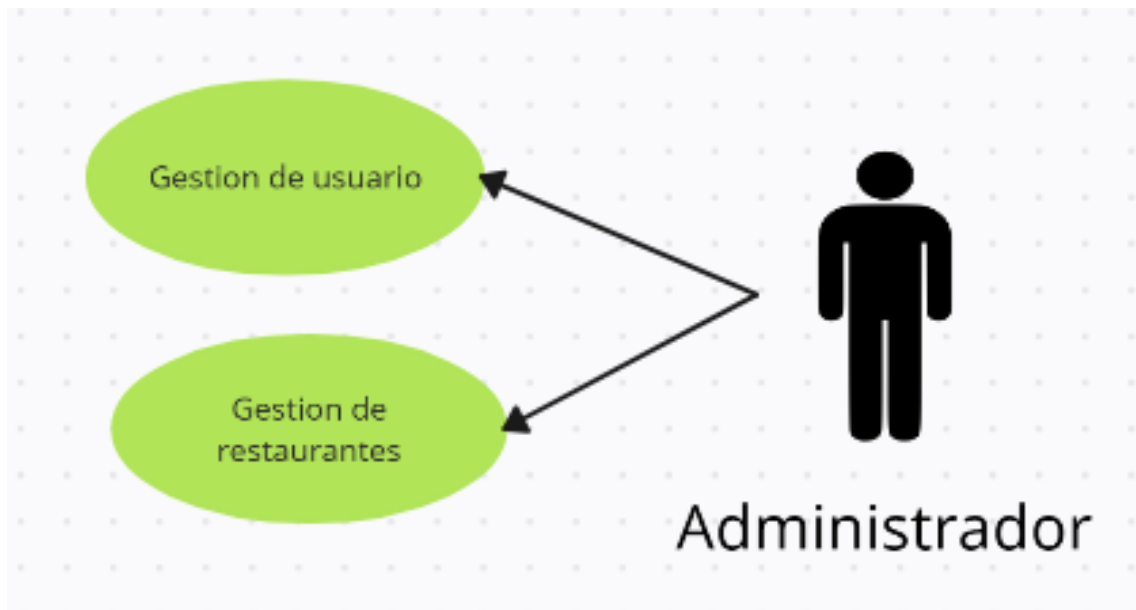 Gestion de usuario
Gestion de
restaurantes
Administrador